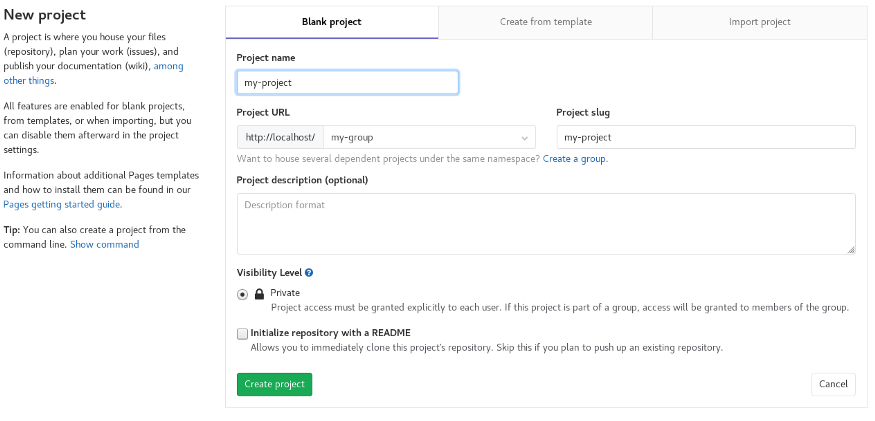 New project
A project is where you house your files
(repository), plan your work (issues), and
publish your documentation (wiki), among
other things.
All features are enabled for blank projects,
from templates, or when importing, but you
can disable them afterward in the project
settings.
Information about additional Pages templates
and how to install them can be found in our
Pages getting started guide.
Tip: You can also create a project from the
command line. Show command
Blank project
Create from template
Import project
Project name
my-project
Project URL
Project slug
http://localhost/ my-group
my-project
Want to house several dependent projects under the same namespace? Create a group.
Project description (optional)
Description format
Visibility Level ?
Private
Project access must be granted explicitly to each user. If this project is part of a group, access will be granted to members of the group.
Initialize repository with a README
Allows you to immediately clone this project's repository. Skip this if you plan to push up an existing repository.
Create project
Cancel